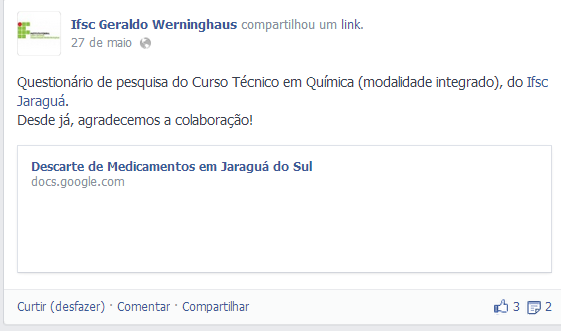 Ifsc Geraldo Werninghaus compartilhou um link.
27 de maio
Questionário de pesquisa do Curso Técnico em Química (modalidade integrado), do Ifsc
Jaraguá.
Desde já, agradecemos a colaboração!
Descarte de Medicamentos em Jaraguá do Sul
docs.google.com
Curtir (desfazer) · Comentar · Compartilhar 3 2